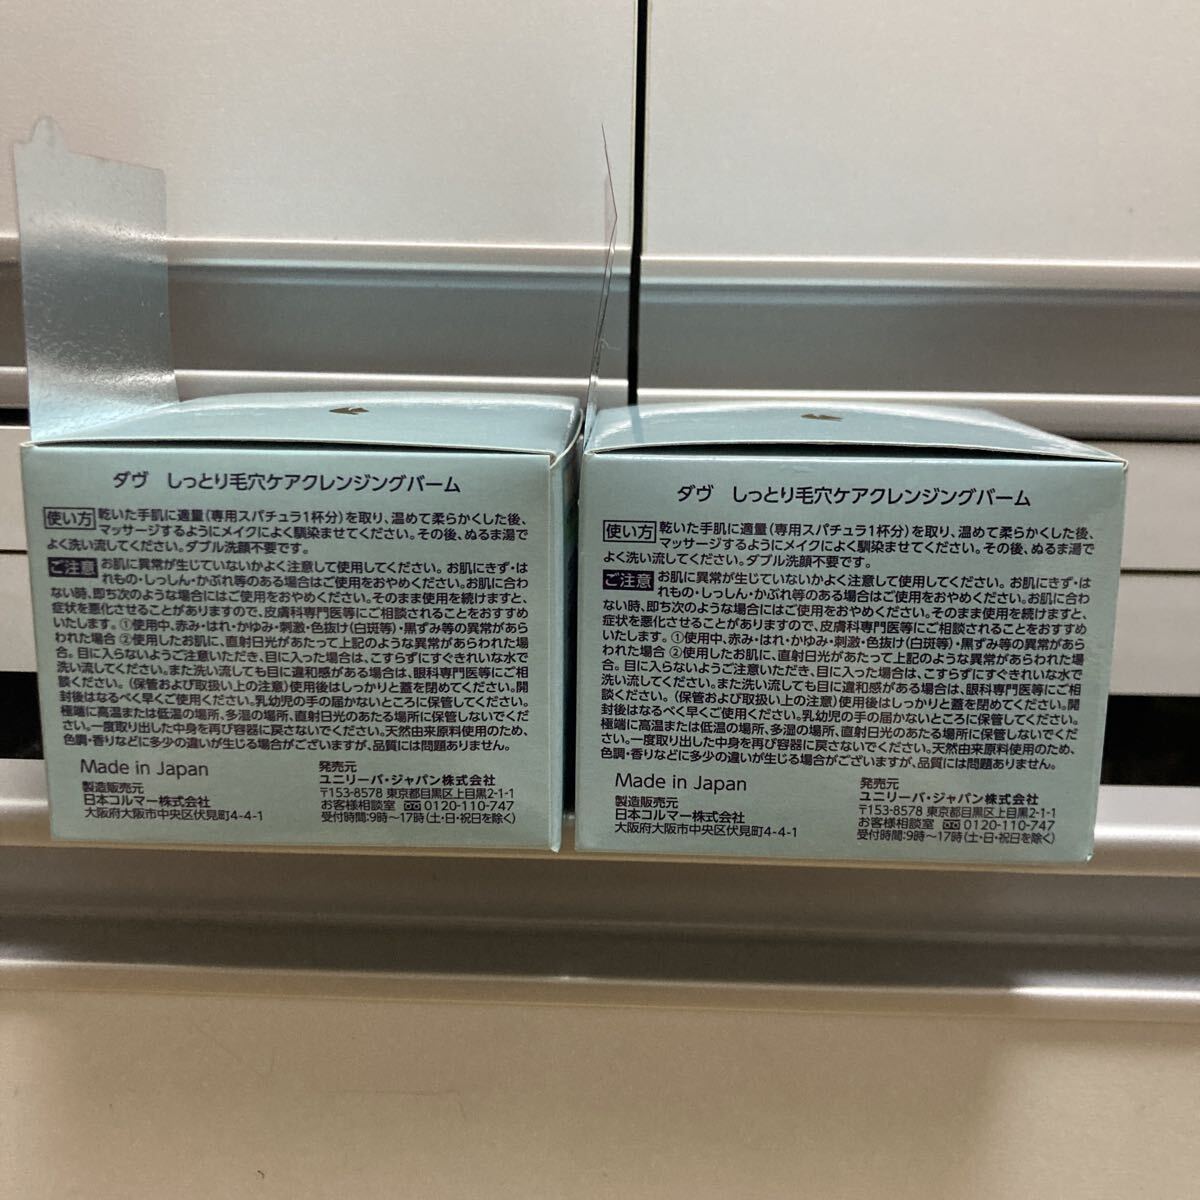 ダヴ しっとり毛穴ケアクレンジングバーム
使い方 乾いた手肌に適量(専用スパチュラ1杯分)を取り、温めて柔らかくした後、
マッサージするようにメイクによく馴染ませてください。その後、ぬるま湯で
よく洗い流してください。ダブル洗顔不要です。
ご注意 お肌に異常が生じていないかよく注意して使用してください。お肌にきず・は
れもの・しっしん・かぶれ等のある場合はご使用をおやめください。お肌に合わ
ない時、即ち次のような場合にはご使用をおやめください。そのまま使用を続けますと、
症状を悪化させることがありますので、皮膚科専門医等にご相談されることをおすすめ
いたします。①使用中、赤み・はれ・かゆみ・刺激・色抜け(白斑等)・黒ずみ等の異常があら
われた場合 ②使用したお肌に、直射日光があたって上記のような異常があらわれた場
合。目に入らないようご注意いただき、目に入った場合は、こすらずにすぐきれいな水で
洗い流してください。また洗い流しても目に違和感がある場合は、眼科専門医等にご相
談ください。(保管および取扱い上の注意)使用後はしっかりと蓋を閉めてください。開
封後はなるべく早くご使用ください。乳幼児の手の届かないところに保管してください。
極端に高温または低温の場所、多湿の場所、直射日光のあたる場所に保管しないでくだ
さい。一度取り出した中身を再び容器に戻さないでください。天然由来原料使用のため、
色調・香りなどに多少の違いが生じる場合がございますが、品質には問題ありません。
Made in Japan
製造販売元
日本コルマー株式会社
大阪府大阪市中央区伏見町4-4-1
発売元
ユニリーバ・ジャパン株式会社
〒153-8578 東京都目黒区上目黒2-1-1
お客様相談室 0120-110-747
受付時間:9時〜17時(土・日・祝日を除く)
ダヴ しっとり毛穴ケアクレンジングバーム
使い方 乾いた手肌に適量(専用スパチュラ1杯分)を取り、温めて柔らかくした後、
マッサージするようにメイクによく馴染ませてください。その後、ぬるま湯で
よく洗い流してください。ダブル洗顔不要です。
ご注意 お肌に異常が生じていないかよく注意して使用してください。お肌にきず・は
れもの・しっしん・かぶれ等のある場合はご使用をおやめください。お肌に合わ
ない時、即ち次のような場合にはご使用をおやめください。そのまま使用を続けますと、
症状を悪化させることがありますので、皮膚科専門医等にご相談されることをおすすめ
いたします。①使用中、赤み・はれ・かゆみ・刺激・色抜け(白斑等)・黒ずみ等の異常があら
われた場合 ②使用したお肌に、直射日光があたって上記のような異常があらわれた場
合。目に入らないようご注意いただき、目に入った場合は、こすらずにすぐきれいな水で
洗い流してください。また洗い流しても目に違和感がある場合は、眼科専門医等にご相
談ください。(保管および取扱い上の注意)使用後はしっかりと蓋を閉めてください。開
封後はなるべく早くご使用ください。乳幼児の手の届かないところに保管してください。
極端に高温または低温の場所、多湿の場所、直射日光のあたる場所に保管しないでくだ
さい。一度取り出した中身を再び容器に戻さないでください。天然由来原料使用のため、
色調・香りなどに多少の違いが生じる場合がございますが、品質には問題ありません。
Made in Japan
製造販売元
日本コルマー株式会社
大阪府大阪市中央区伏見町4-4-1
発売元
ユニリーバ・ジャパン株式会社
〒153-8578 東京都目黒区上目黒2-1-1
お客様相談室 0120-110-747
受付時間:9時〜17時(土・日・祝日を除く)